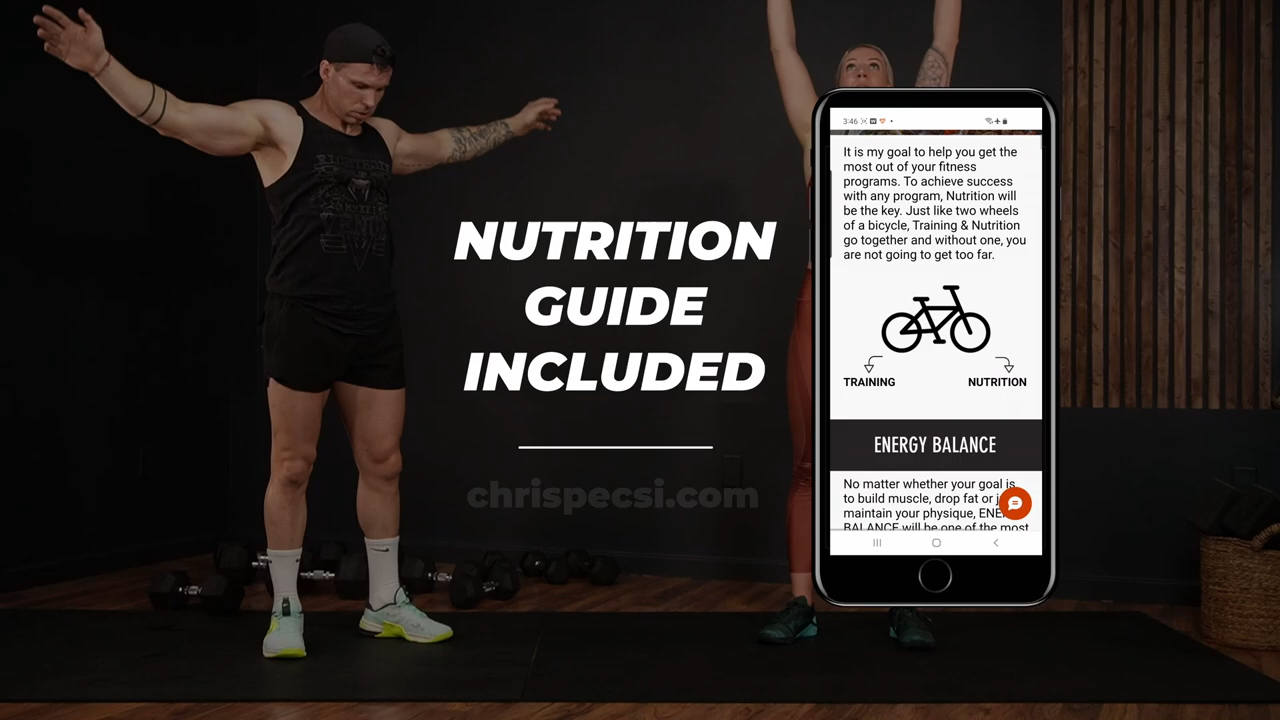 NUTRITION
GUIDE
INCLUDED
chrispecsi.com
3:46
It is my goal to help you get the
most out of your fitness
programs. To achieve success
with any program, Nutrition will
be the key. Just like two wheels
of a bicycle, Training & Nutrition
go together and without one, you
are not going to get too far.
TRAINING
NUTRITION
ENERGY BALANCE
No matter whether your goal is
to build muscle, drop fat or
maintain your physique,
BALANCE will be one of the most